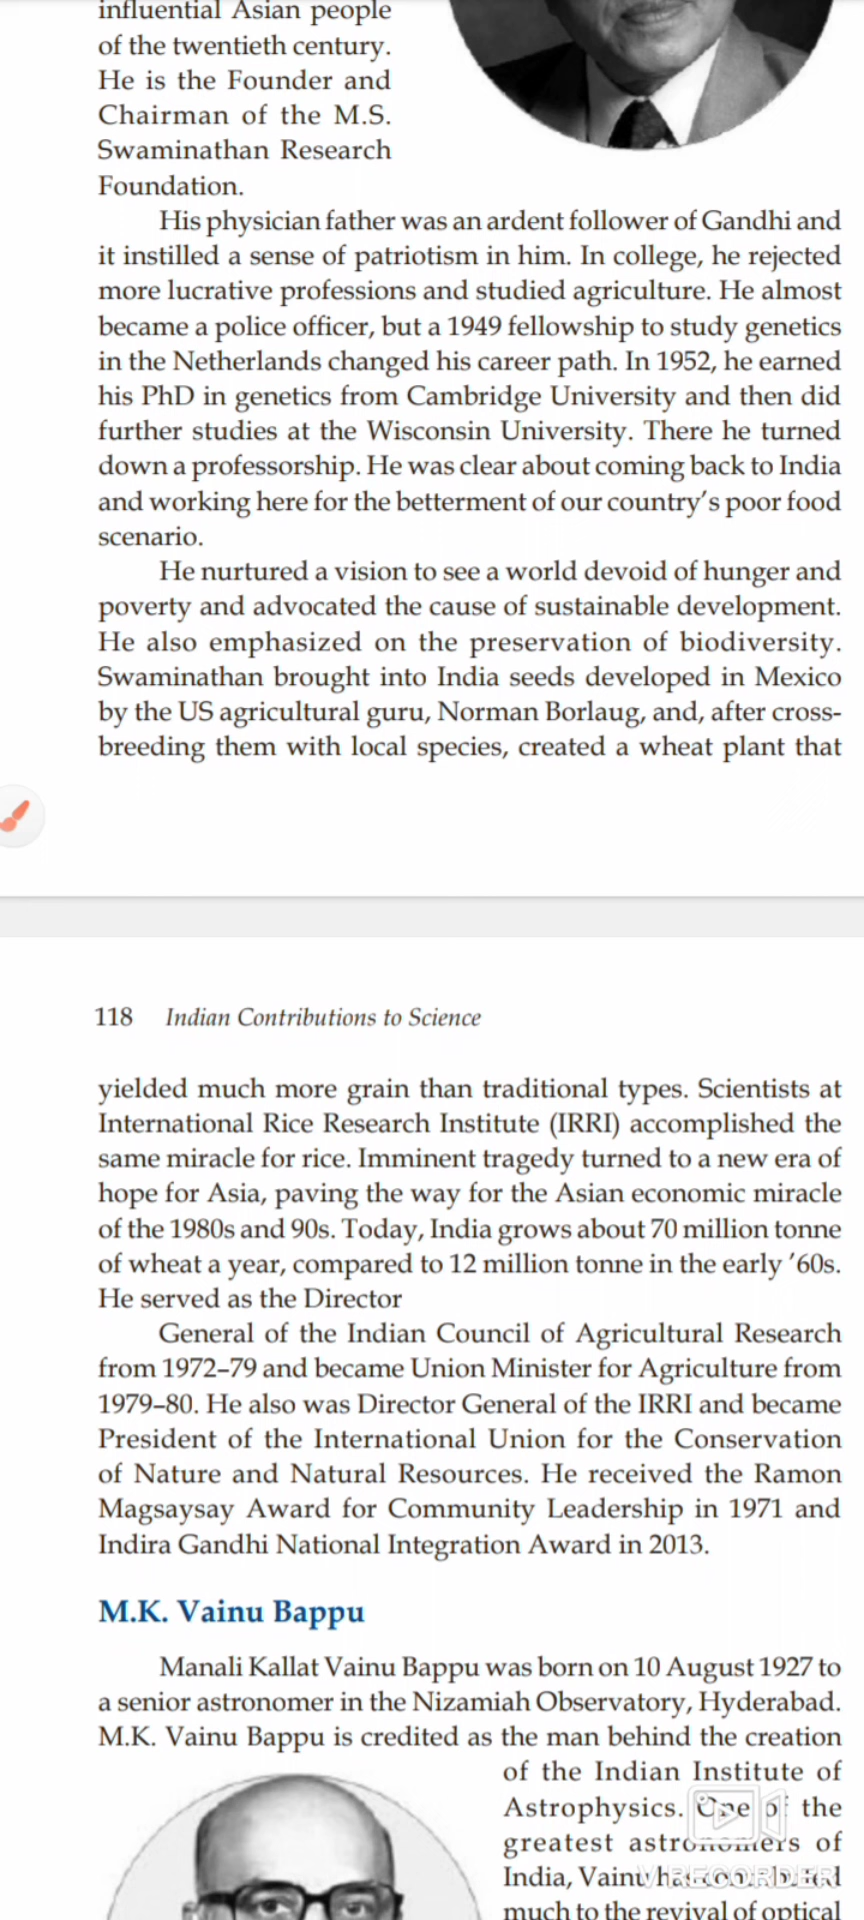 influential Asian people
of the twentieth century.
He is the Founder and
Chairman of the M.S.
Swaminathan Research
Foundation.
His physician father was an ardent follower of Gandhi and
it instilled a sense of patriotism in him. In college, he rejected
more lucrative professions and studied agriculture. He almost
became a police officer, but a 1949 fellowship to study genetics
in the Netherlands changed his career path. In 1952, he earned
his PhD in genetics from Cambridge University and then did
further studies at the Wisconsin University. There he turned
down a professorship. He was clear about coming back to India
and working here for the betterment of our country's poor food
scenario.
He nurtured a vision to see a world devoid of hunger and
poverty and advocated the cause of sustainable development.
He also emphasized on the preservation of biodiversity.
Swaminathan brought into India seeds developed in Mexico
by the US agricultural guru, Norman Borlaug, and, after cross-
breeding them with local species, created a wheat plant that
118 Indian Contributions to Science
yielded much more grain than traditional types. Scientists at
International Rice Research Institute (IRRI) accomplished the
same miracle for rice. Imminent tragedy turned to a new era of
hope for Asia, paving the way for the Asian economic miracle
of the 1980s and 90s. Today, India grows about 70 million tonne
of wheat a year, compared to 12 million tonne in the early '60s.
He served as the Director
General of the Indian Council of Agricultural Research
from 1972–79 and became Union Minister for Agriculture from
1979–80. He also was Director General of the IRRI and became
President of the International Union for the Conservation
of Nature and Natural Resources. He received the Ramon
Magsaysay Award for Community Leadership in 1971 and
Indira Gandhi National Integration Award in 2013.
M.K. Vainu Bappu
Manali Kallat Vainu Bappu was born on 10 August 1927 to
a senior astronomer in the Nizamiah Observatory, Hyderabad.
M.K. Vainu Bappu is credited as the man behind the creation
of the Indian Institute of
Astrophysics. One of the
greatest astronomers of
India, Vainu has contributed
much to the revival of optical
VIRECORDER